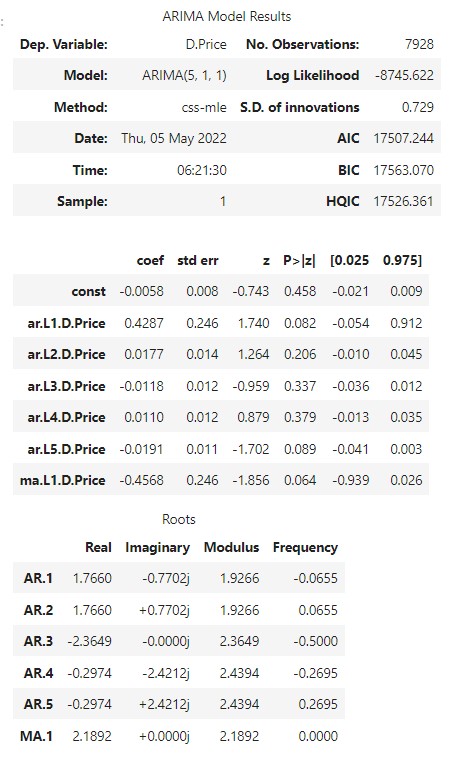 :
ARIMA Model Results
Dep. Variable: D.Price No. Observations: 7928
Model: ARIMA(5, 1, 1) Log Likelihood -8745.622
Method: css-mle S.D. of innovations 0.729
Date: Thu, 05 May 2022 AIC 17507.244
Time: 06:21:30 BIC 17563.070
Sample: 1 HQIC 17526.361
coef std err z P>|z| [0.025 0.975]
const -0.0058 0.008 -0.743 0.458 -0.021 0.009
ar.L1.D.Price 0.4287 0.246 1.740 0.082 -0.054 0.912
ar.L2.D.Price 0.0177 0.014 1.264 0.206 -0.010 0.045
ar.L3.D.Price -0.0118 0.012 -0.959 0.337 -0.036 0.012
ar.L4.D.Price 0.0110 0.012 0.879 0.379 -0.013 0.035
ar.L5.D.Price -0.0191 0.011 -1.702 0.089 -0.041 0.003
ma.L1.D.Price -0.4568 0.246 -1.856 0.064 -0.939 0.026
Roots
Real Imaginary Modulus Frequency
AR.1 1.7660 -0.7702j 1.9266 -0.0655
AR.2 1.7660 +0.7702j 1.9266 0.0655
AR.3 -2.3649 -0.0000j 2.3649 -0.5000
AR.4 -0.2974 -2.4212j 2.4394 -0.2695
AR.5 -0.2974 +2.4212j 2.4394 0.2695
MA.1 2.1892 +0.0000j 2.1892 0.0000